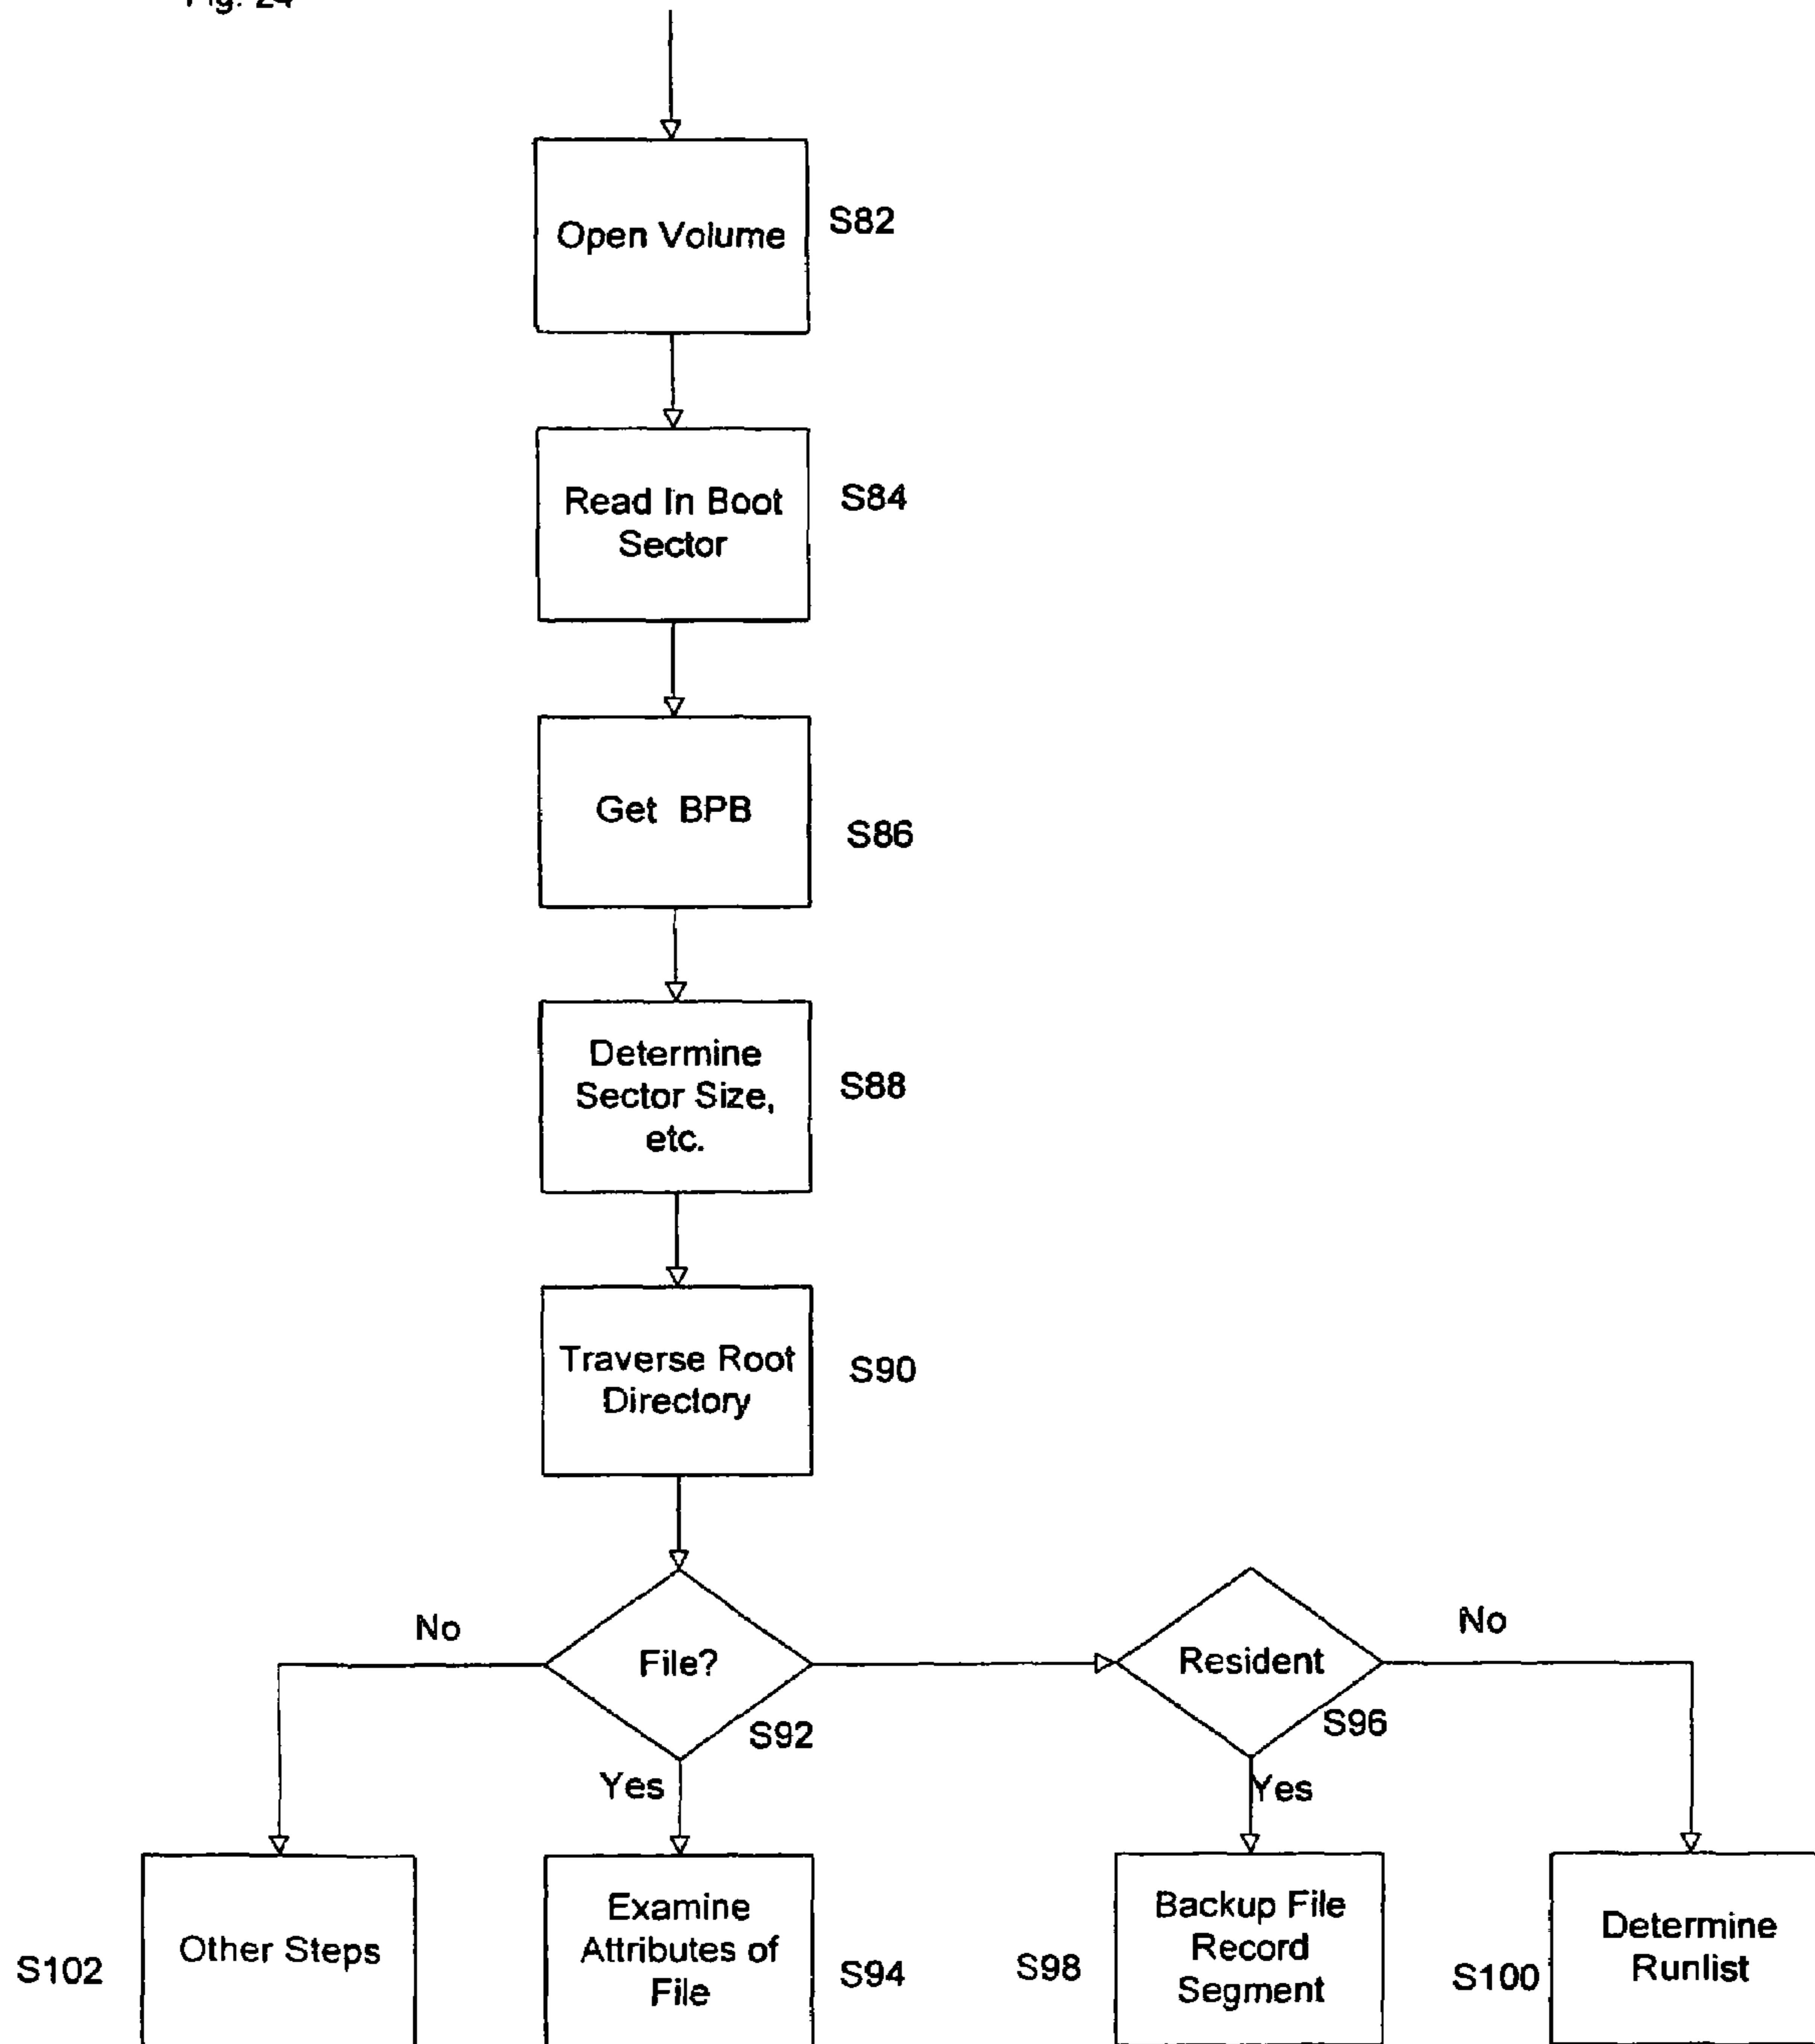 Fig. 24
Open Volume
S82
Read In Boot
Sector
S84
Get BPB
S86
Determine
Sector Size,
etc.
S88
Traverse Root
Directory
S90
No
File?
S92
Yes
Resident
S96
No
Yes
Other Steps
S102
Examine
Attributes of
File
S94
Backup File
Record
Segment
S98
Determine
Runlist
S100